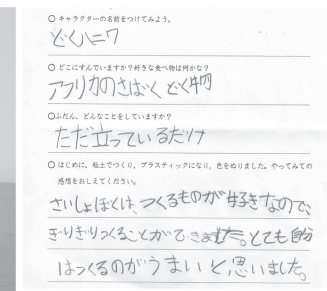 ○ キャラクターの名前をつけてみよう。
どくハニワ
○ どこにすんでいますか？好きな食べ物は何かな？
アフリカのさばく どく物
○ふだん、どんなことをしていますか？
ただ立っているだけ
○ はじめに、粘土でつくり、プラスティックになり、色をぬりました。やってみての
感想をおしえてください。
さいしょぼくは、つくるものが好きなので、
ぎりぎりつくることができました。とても自分
はつくるのがうまいと思いました。